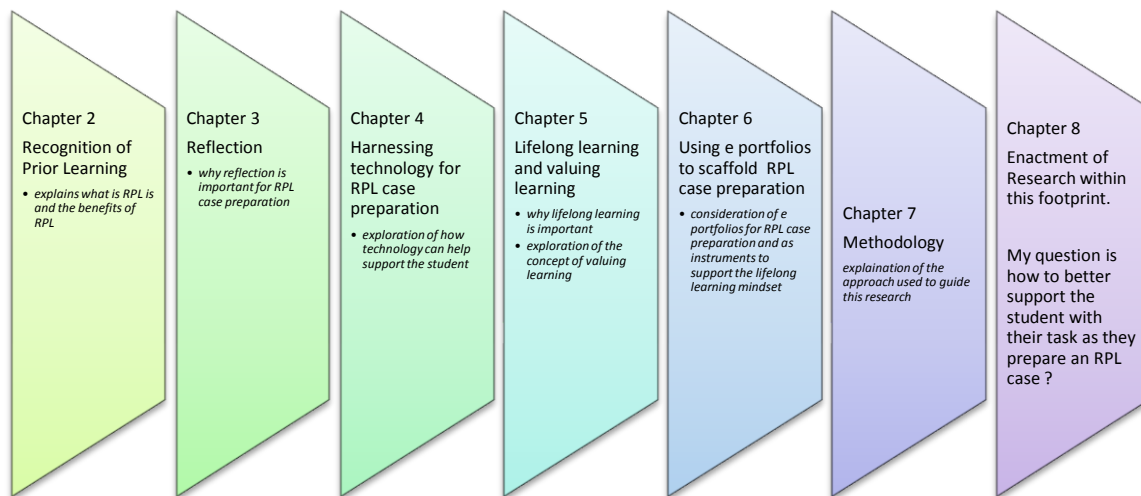 Chapter 2
Recognition of
Prior Learning
• explains what is RPL is
and the benefits of
RPL
Chapter 3
Reflection
• why reflection is
important for RPL
case preparation
Chapter 4
Harnessing
technology for
RPL case
preparation
• exploration of how
technology can help
support the student
Chapter 5
Lifelong learning
and valuing
learning
• why lifelong learning
is important
• exploration of the
concept of valuing
learning
Chapter 6
Using e portfolios
to scaffold RPL
case preparation
• consideration of e
portfolios for RPL case
preparation and as
instruments to
support the lifelong
learning mindset
Chapter 7
Methodology
explaination of the
approach used to guide
this research
Chapter 8
Enactment of
Research within
this footprint.
My question is
how to better
support the
student with
their task as they
prepare an RPL
case ?